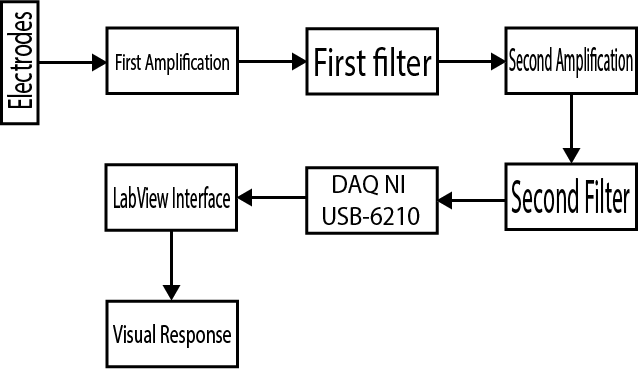 Electrodes
First Amplification
First filter
Second Amplification
Second Filter
DAQ NI
USB-6210
LabView Interface
Visual Response